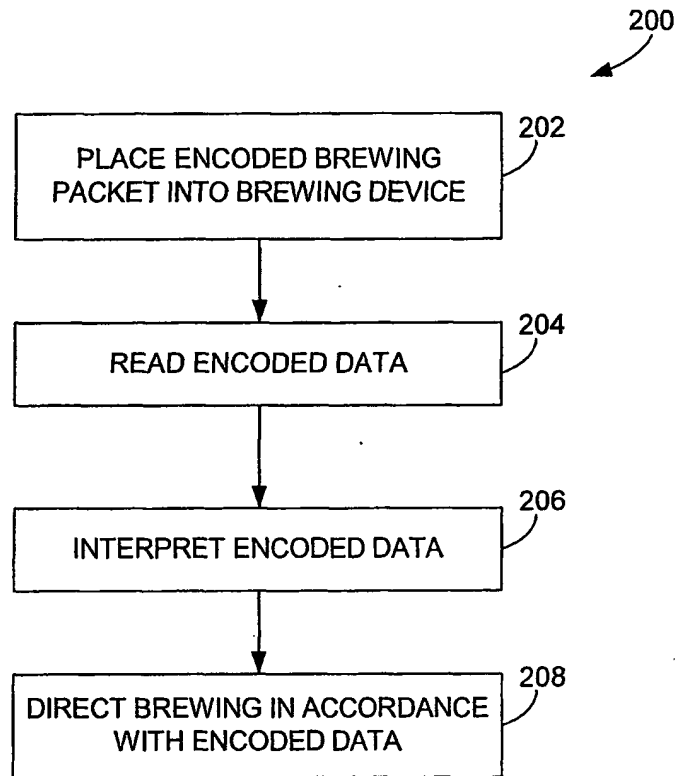 200
202
PLACE ENCODED BREWING
PACKET INTO BREWING DEVICE
204
READ ENCODED DATA
206
INTERPRET ENCODED DATA
208
DIRECT BREWING IN ACCORDANCE
WITH ENCODED DATA